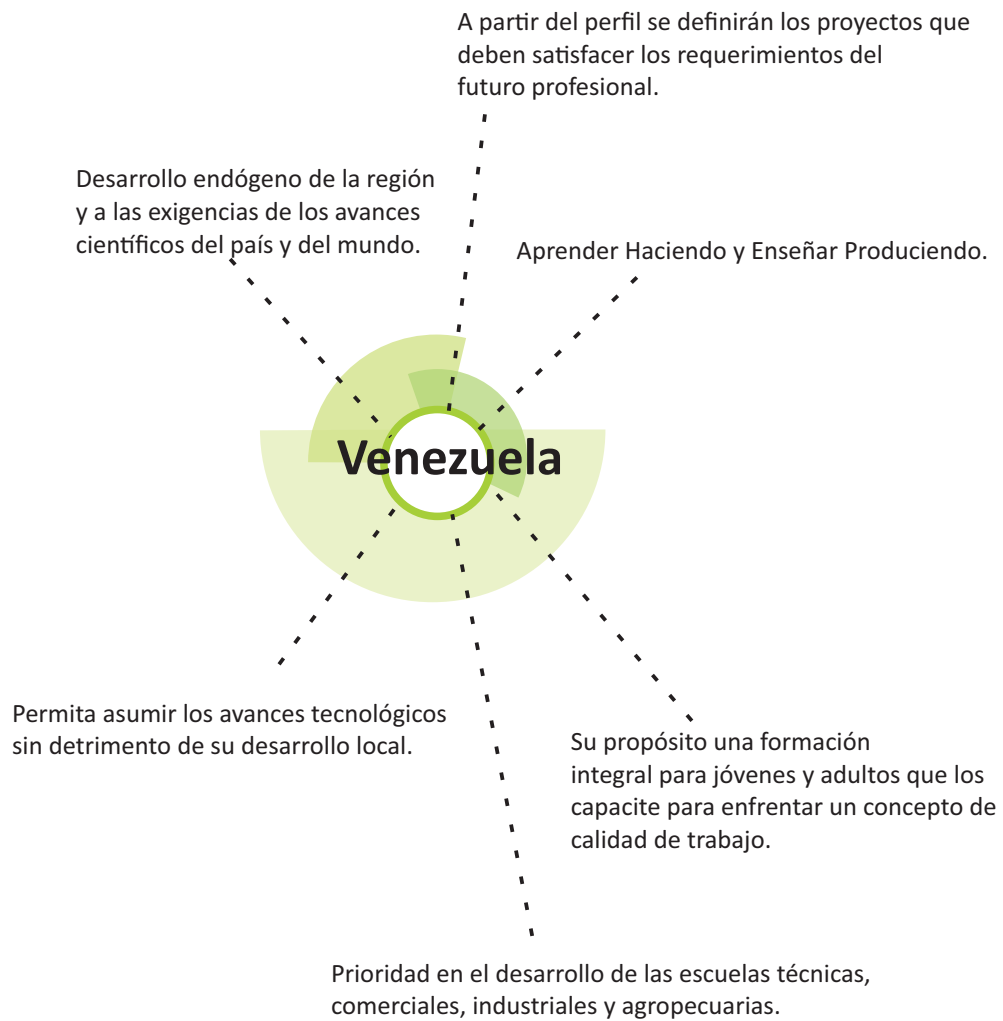 A partir del perfil se definirán los proyectos que
deben satisfacer los requerimientos del
futuro profesional.
Desarrollo endógeno de la región
y a las exigencias de los avances
científicos del país y del mundo.
Aprender Haciendo y Enseñar Produciendo.
Venezuela
Permita asumir los avances tecnológicos
sin detrimento de su desarrollo local.
Su propósito una formación
integral para jóvenes y adultos que los
capacite para enfrentar un concepto de
calidad de trabajo.
Prioridad en el desarrollo de las escuelas técnicas,
comerciales, industriales y agropecuarias.